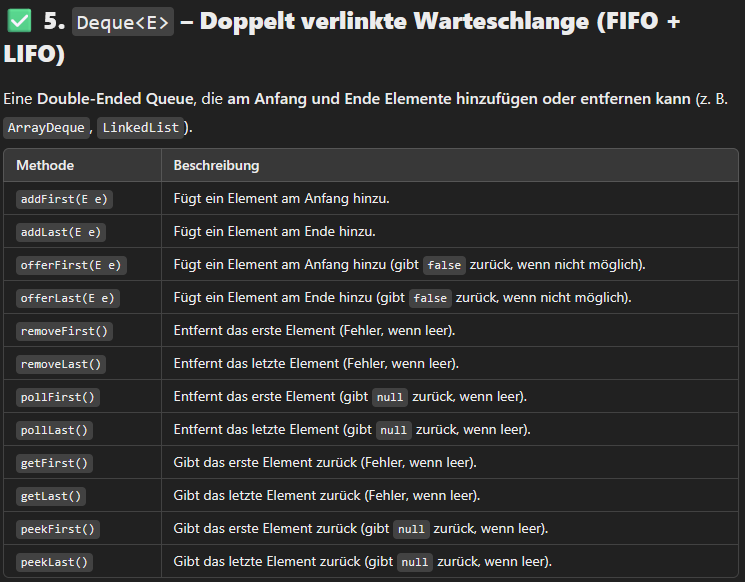 ✅ 5. Deque<E> – Doppelt verlinkte Warteschlange (FIFO +
LIFO)
Eine Double-Ended Queue, die am Anfang und Ende Elemente hinzufügen oder entfernen kann (z. B.
ArrayDeque, LinkedList).
Methode Beschreibung
addFirst(E e) Fügt ein Element am Anfang hinzu.
addLast(E e) Fügt ein Element am Ende hinzu.
offerFirst(E e) Fügt ein Element am Anfang hinzu (gibt false zurück, wenn nicht möglich).
offerLast(E e) Fügt ein Element am Ende hinzu (gibt false zurück, wenn nicht möglich).
removeFirst() Entfernt das erste Element (Fehler, wenn leer).
removeLast() Entfernt das letzte Element (Fehler, wenn leer).
pollFirst() Entfernt das erste Element (gibt null zurück, wenn leer).
pollLast() Entfernt das letzte Element (gibt null zurück, wenn leer).
getFirst() Gibt das erste Element zurück (Fehler, wenn leer).
getLast() Gibt das letzte Element zurück (Fehler, wenn leer).
peekFirst() Gibt das erste Element zurück (gibt null zurück, wenn leer).
peekLast() Gibt das letzte Element zurück (gibt null zurück, wenn leer).